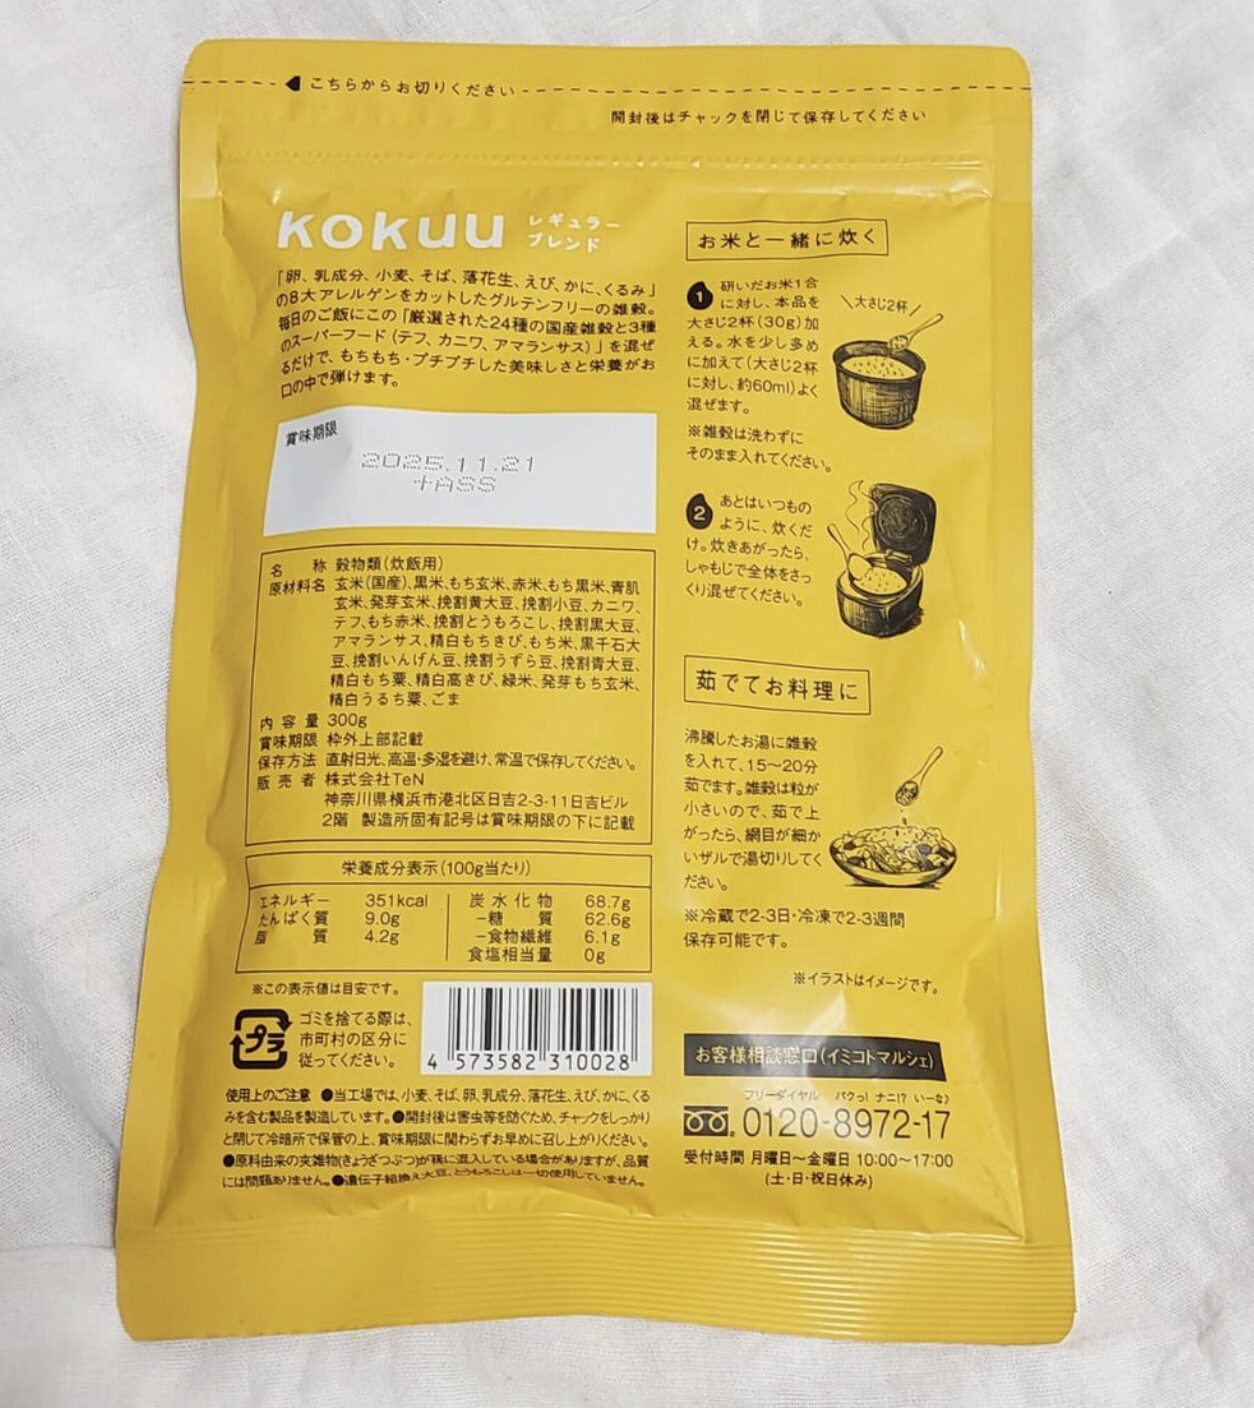 こちらからお切りください
開封後はチャックを閉じて保存してください
kokuu
レギュラー
ブレンド
「卵、乳成分、小麦、そば、落花生、えび、かに、くるみ」
の8大アレルゲンをカットしたグルテンフリーの雑穀。
毎日のご飯にこの「厳選された24種の国産雑穀と3種
のスーパーフード(テフ、カニワ、アマランサス)」を混ぜ
るだけで、もちもち・プチプチした美味しさと栄養がお
口の中で弾けます。
賞味期限
2025.11.21
+ASS
名 称 穀物類(炊飯用)
原材料名 玄米(国産)、黒米、もち玄米、赤米、もち黒米、青肌
玄米、発芽玄米、挽割黄大豆、挽割小豆、カニワ、
テフ、もち赤米、挽割とうもろこし、挽割黒大豆、
アマランサス、精白もちきび、もち米、黒千石大
豆、挽割いんげん豆、挽割うずら豆、挽割青大豆、
精白もち粟、精白高きび、緑米、発芽もち玄米、
精白うるち粟、ごま
内容量 300g
賞味期限 枠外上部記載
保存方法 直射日光、高温・多湿を避け、常温で保存してください。
販売者 株式会社TeN
神奈川県横浜市港北区日吉2-3-11日吉ビル
2階 製造所固有記号は賞味期限の下に記載
栄養成分表示(100g当たり)
エネルギー 351kcal
たんぱく質 9.0g
脂 質 4.2g
炭水化物 68.7g
−糖 質 62.6g
−食物繊維 6.1g
食塩相当量 0g
※この表示値は目安です。
プラ
ゴミを捨てる際は、
市町村の区分に
従ってください。
4 573582 310028
使用上のご注意 ●当工場では、小麦、そば、卵、乳成分、落花生、えび、かに、くる
みを含む製品を製造しています。●開封後は害虫等を防ぐため、チャックをしっかり
と閉じて冷暗所で保管の上、賞味期限に関わらずお早めに召し上がりください。
●原料由来の夾雑物(きょうざつぶつ)が稀に混入している場合がありますが、品質
には問題ありません。●遺伝子組換え大豆、とうもろこしは一切使用していません。
お米と一緒に炊く
1 研いだお米1合
に対し、本品を
大さじ2杯(30g)加
える。水を少し多め
に加えて(大さじ2杯
に対し、約60ml)よく
混ぜます。
※雑穀は洗わずに
そのまま入れてください。
\大さじ2杯/
2 あとはいつもの
ように、炊くだ
け。炊きあがったら、
しゃもじで全体をさっ
くり混ぜてください。
茹でてお料理に
沸騰したお湯に雑穀
を入れて、15〜20分
茹でます。雑穀は粒が
小さいので、茹で上
がったら、網目が細か
いザルで湯切りしてく
ださい。
※冷蔵で2-3日・冷凍で2-3週間
保存可能です。
※イラストはイメージです。
お客様相談窓口(イミコトマルシェ)
フリーダイヤル パクっ! ナニ!? いーな♪
0120-8972-17
受付時間 月曜日〜金曜日 10:00〜17:00
(土・日・祝日休み)